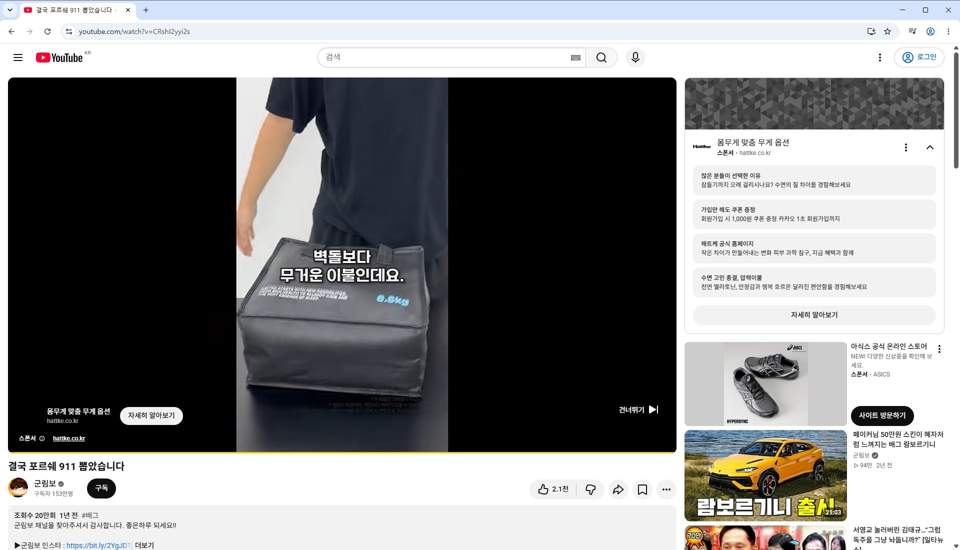 결국 포르쉐 911 뽑았습니다 -
youtube.com/watch?v=CRshI2yyi2s
YouTube KR
검색
로그인
벽돌보다
무거운 이불인데요.
6.6kg
몸무게 맞춤 무게 옵션
hattke.co.kr
자세히 알아보기
스폰서
hattke.co.kr
건너뛰기
결국 포르쉐 911 뽑았습니다
군림보
구독자 153만명
구독
2.1천
조회수 20만회 1년 전 #배그
군림보 채널을 찾아주셔서 감사합니다. 좋은하루 되세요!!
▶군림보 인스타 : https://bit.ly/2YgJD 더보기
Hattke
몸무게 맞춤 무게 옵션
스폰서 · hattke.co.kr
많은 분들이 선택한 이유
잠들기까지 오래 걸리시나요? 수면의 질 차이를 경험해보세요
가입만 해도 쿠폰 증정
회원가입 시 1,000원 쿠폰 증정 카카오 1초 회원가입까지
해트케 공식 홈페이지
작은 차이가 만들어내는 변화 피부 과학 침구, 지금 혜택과 함께
수면 고민 종결, 압력이불
천연 멜라토닌, 안정감과 행복 호르몬 달라진 편안함을 경험해보세요
자세히 알아보기
asics
HYPERSYNC
아식스 공식 온라인 스토어
NEW! 다양한 신상품을 확인해 보
세요.
스폰서 · ASICS
사이트 방문하기
람보르기니 출시
21:03
페이커님 50만원 스킨이 혜자처
럼 느껴지는 배그 람보르기니
군림보
94만 2년 전
70만
서영교 놀러버린 김태규…"그럼
독주를 그냥 놔둡니까?" [일타뉴